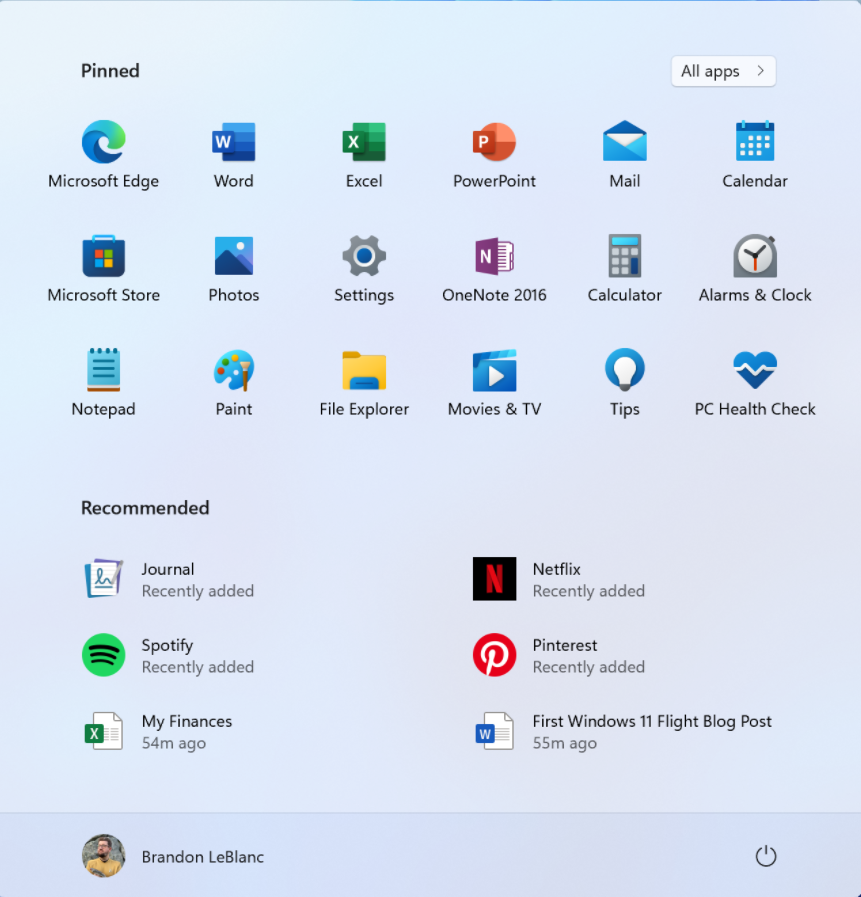 Pinned
All apps
Microsoft Edge
Word
Excel
PowerPoint
Mail
Calendar
Microsoft Store
Photos
Settings
OneNote 2016
Calculator
Alarms & Clock
Notepad
Paint
File Explorer
Movies & TV
Tips
PC Health Check
Recommended
Journal
Recently added
Netflix
Recently added
Spotify
Recently added
Pinterest
Recently added
My Finances
54m ago
First Windows 11 Flight Blog Post
55m ago
Brandon LeBlanc